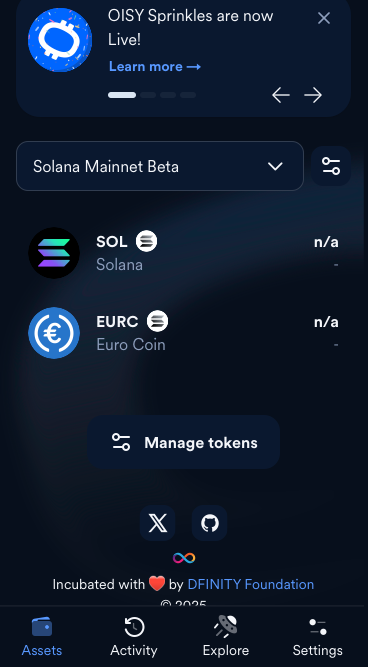 OISY Sprinkles are now
Live!
Learn more →
Solana Mainnet Beta
SOL
n/a
Solana
-
EURC
n/a
Euro Coin
-
Manage tokens
Incubated with ❤️ by DFINITY Foundation
© 2025
Assets
Activity
Explore
Settings